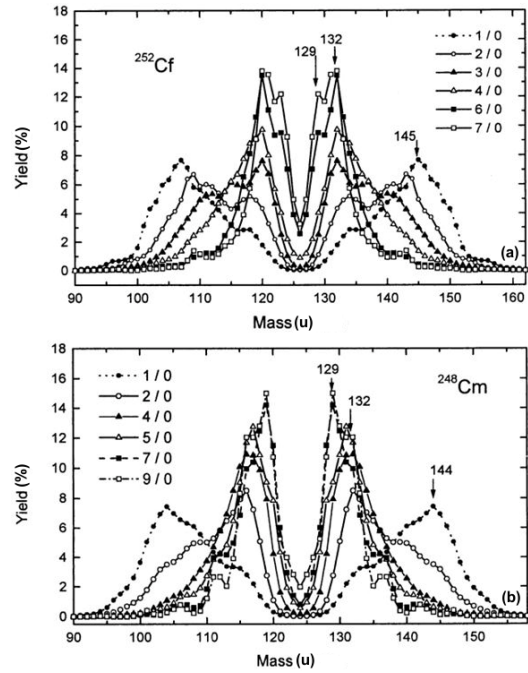 18
16
14
12
10
8
6
4
2
0
Yield (%)
²⁵²Cf
129
132
145
1 / 0
2 / 0
3 / 0
4 / 0
6 / 0
7 / 0
(a)
90 100 110 120 130 140 150 160
Mass (u)
18
16
14
12
10
8
6
4
2
0
Yield (%)
1 / 0
2 / 0
4 / 0
5 / 0
7 / 0
9 / 0
129
132
144
²⁴⁸Cm
(b)
90 100 110 120 130 140 150
Mass (u)